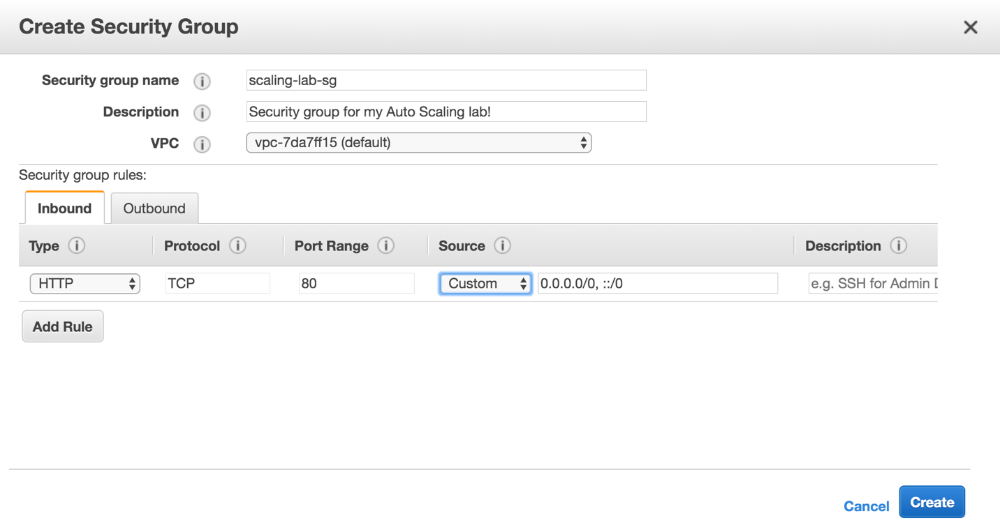 Create Security Group
Security group name i scaling-lab-sg
Description i Security group for my Auto Scaling lab!
VPC i vpc-7da7ff15 (default)
Security group rules:
Inbound Outbound
Type i Protocol i Port Range i Source i Description i
HTTP TCP 80 Custom 0.0.0.0/0, ::/0 e.g. SSH for Admin
Add Rule
Cancel Create